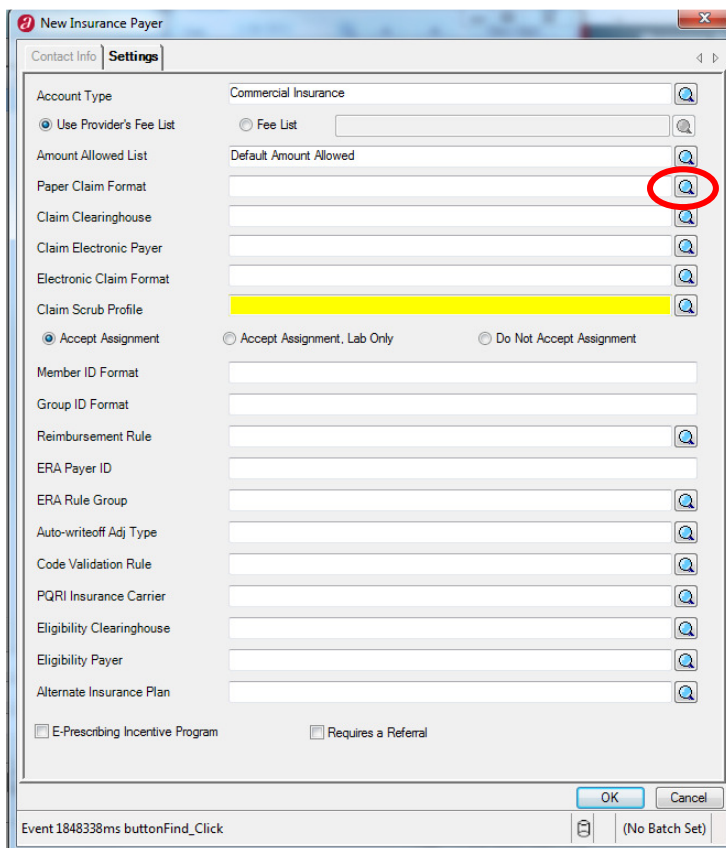 New Insurance Payer
Contact Info Settings
Account Type Commercial Insurance
Use Provider's Fee List Fee List
Amount Allowed List Default Amount Allowed
Paper Claim Format
Claim Clearinghouse
Claim Electronic Payer
Electronic Claim Format
Claim Scrub Profile
Accept Assignment Accept Assignment, Lab Only Do Not Accept Assignment
Member ID Format
Group ID Format
Reimbursement Rule
ERA Payer ID
ERA Rule Group
Auto-writeoff Adj Type
Code Validation Rule
PQRI Insurance Carrier
Eligibility Clearinghouse
Eligibility Payer
Alternate Insurance Plan
E-Prescribing Incentive Program Requires a Referral
OK Cancel
Event 1848338ms buttonFind_Click (No Batch Set)